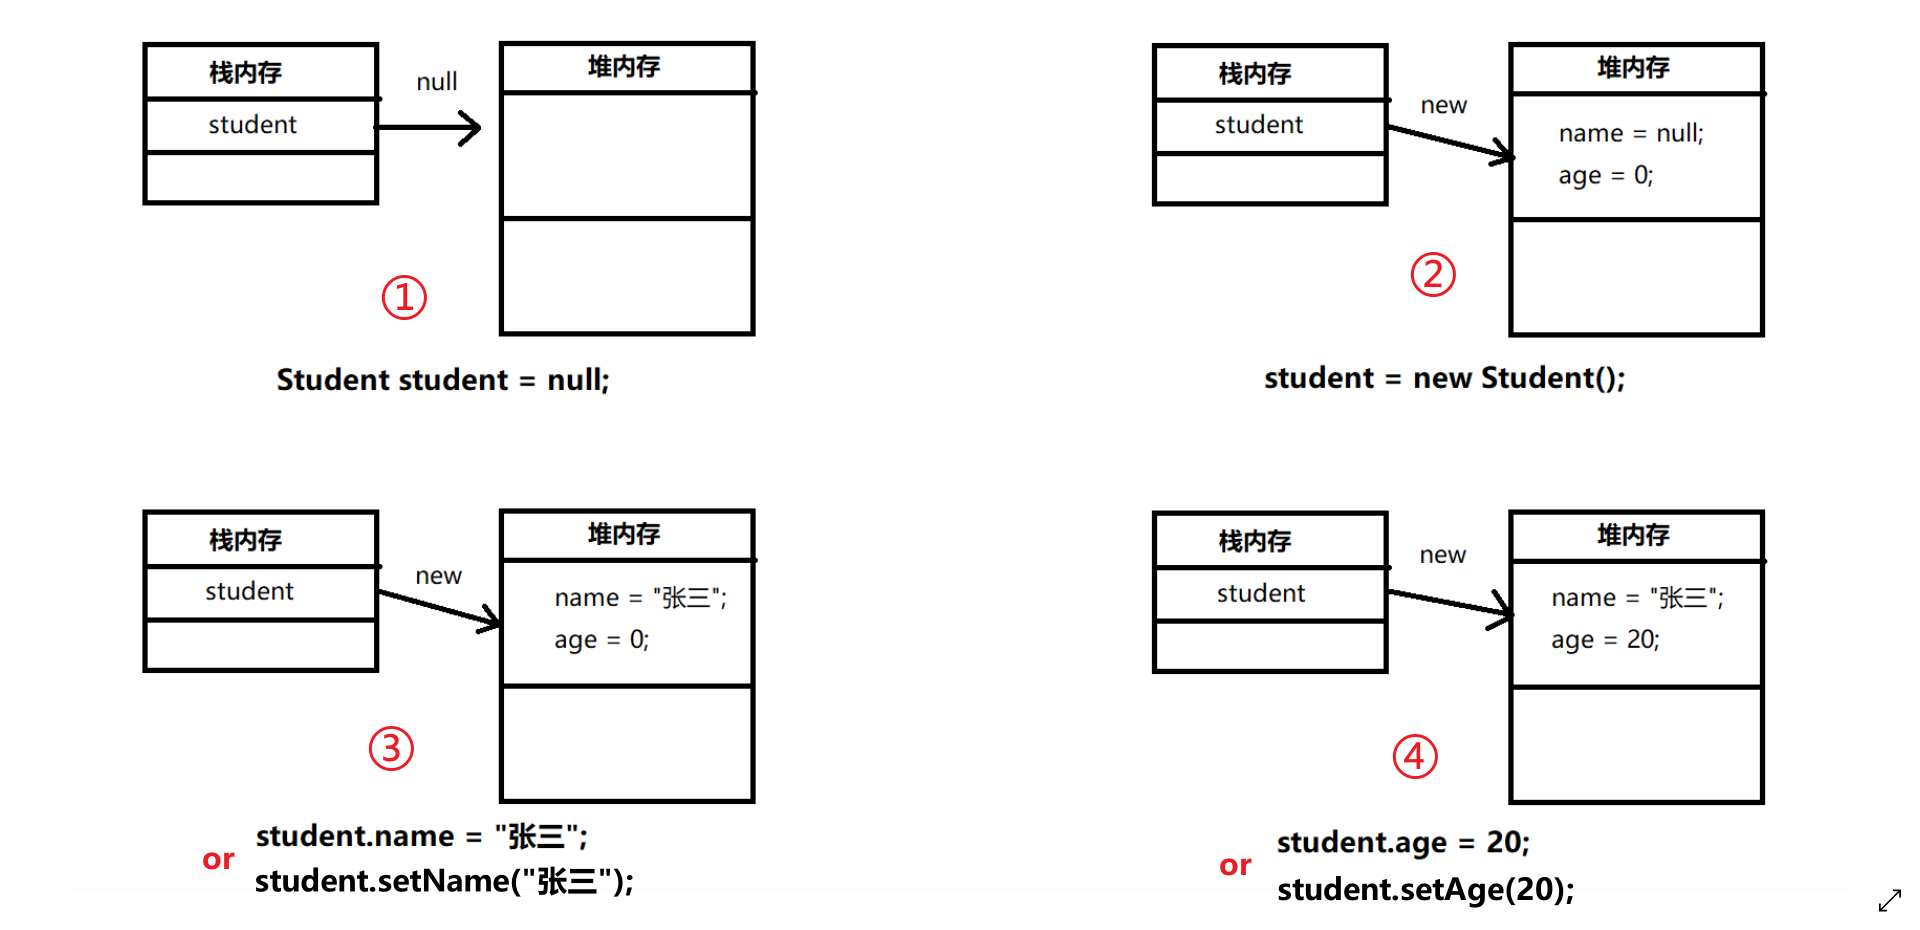 栈内存
null
堆内存
student
①
Student student = null;
栈内存
new
堆内存
student
name = null;
age = 0;
②
student = new Student();
栈内存
new
堆内存
student
name = "张三";
age = 0;
③
student.name = "张三";
or
student.setName("张三");
栈内存
new
堆内存
student
name = "张三";
age = 20;
④
student.age = 20;
or
student.setAge(20);